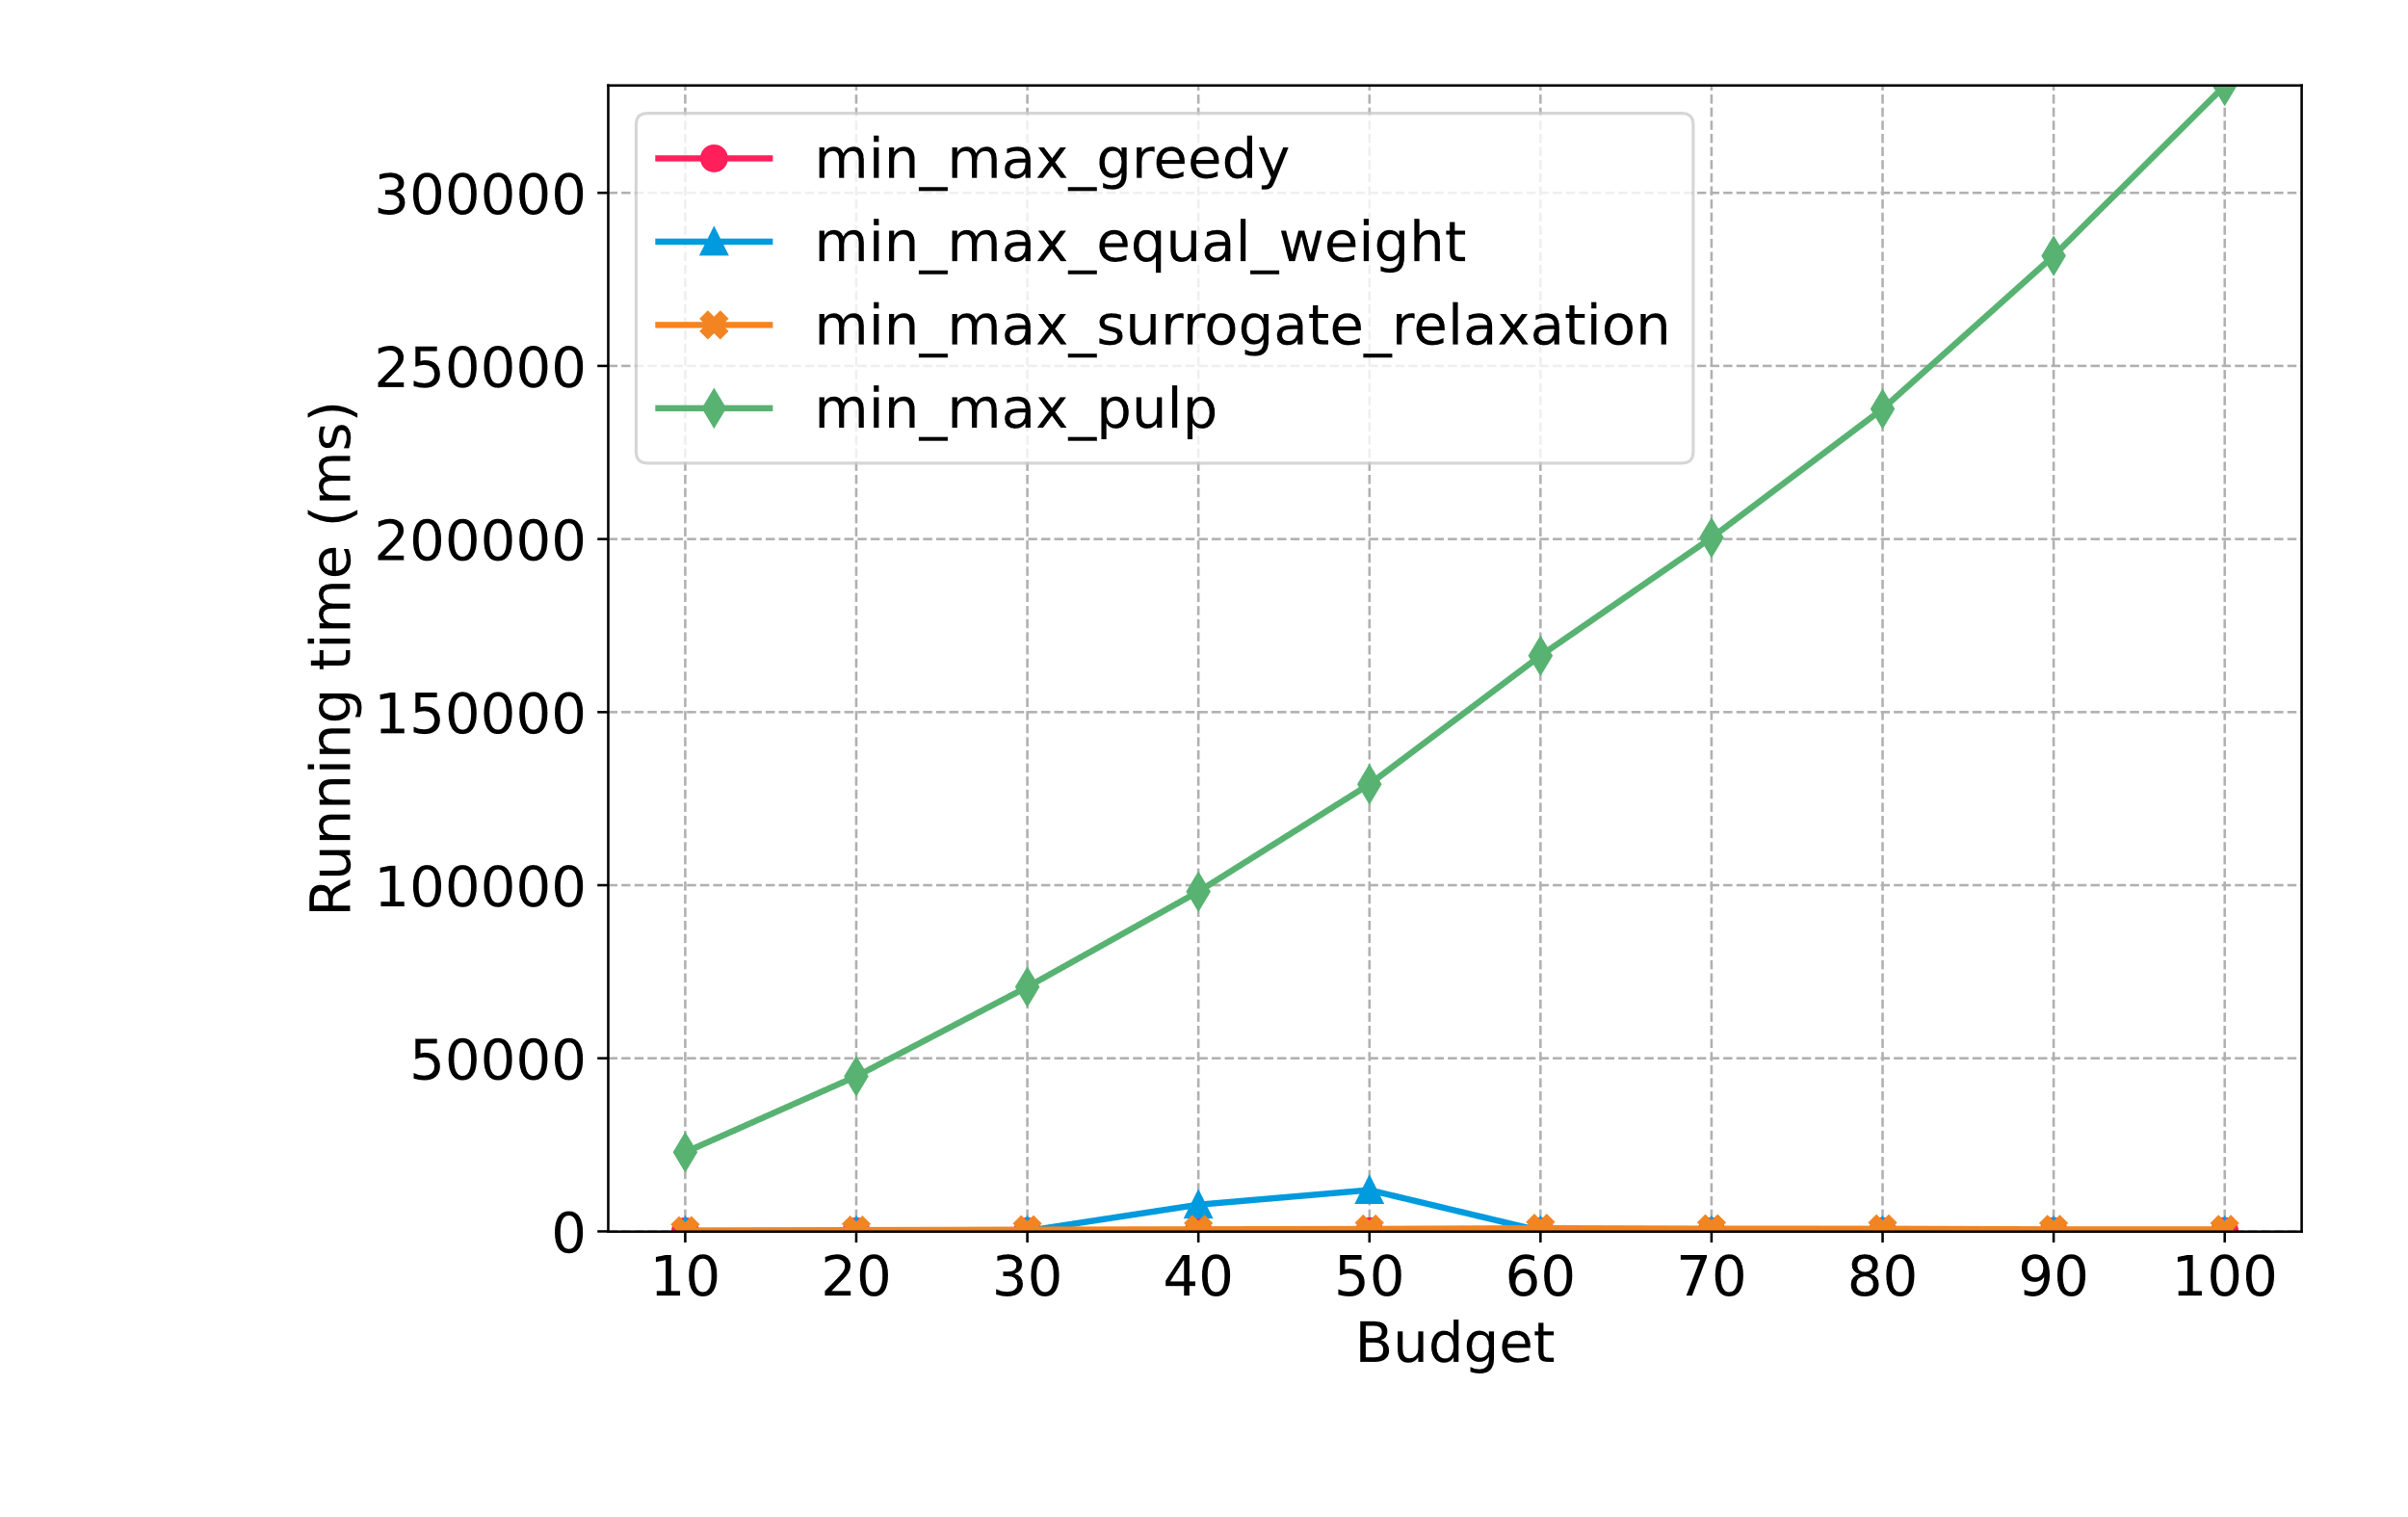 min_max_greedy
min_max_equal_weight
min_max_surrogate_relaxation
min_max_pulp
Running time (ms)
300000
250000
200000
150000
100000
50000
0
10 20 30 40 50 60 70 80 90 100
Budget